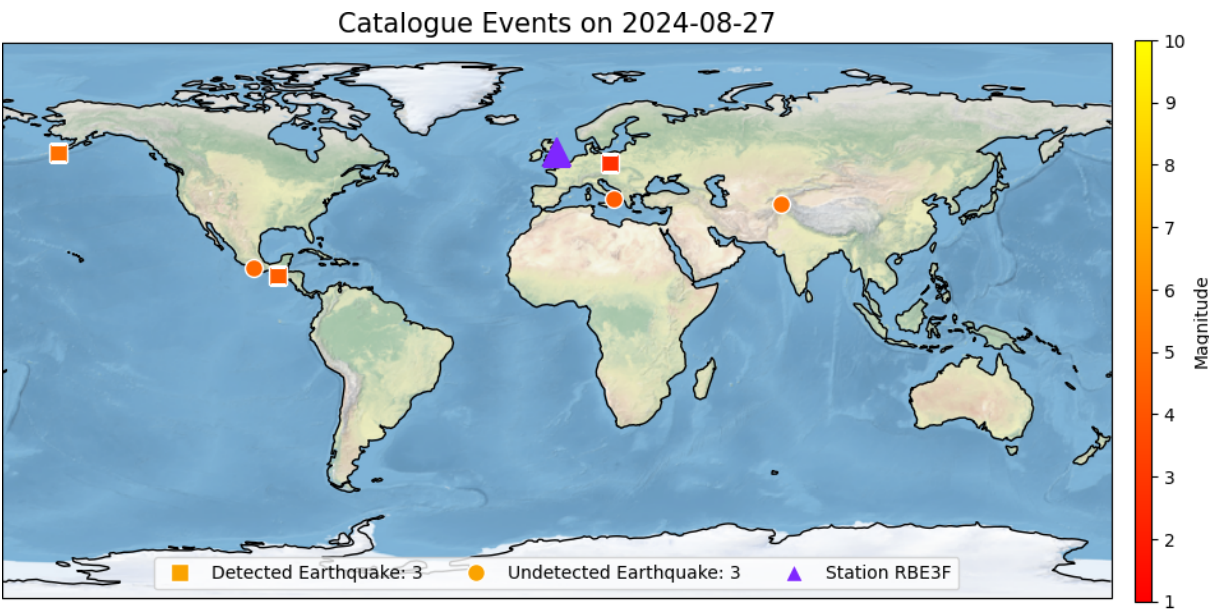 Catalogue Events on 2024-08-27
10
9
8
7
6
5
4
3
2
1
Magnitude
Detected Earthquake: 3
Undetected Earthquake: 3
Station RBE3F